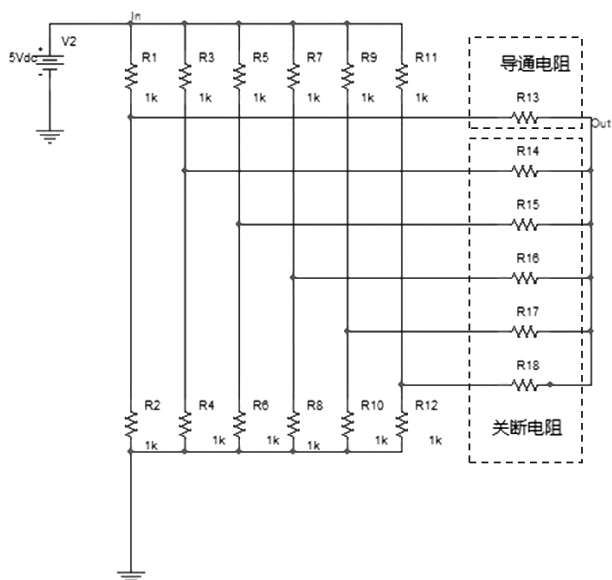 In
V2
5Vdc
R1
R3
R5
R7
R9
R11
1k
1k
1k
1k
1k
1k
导通电阻
R13
Out
R14
R15
R16
R17
R18
R2
R4
R6
R8
R10
R12
1k
1k
1k
1k
1k
1k
关断电阻